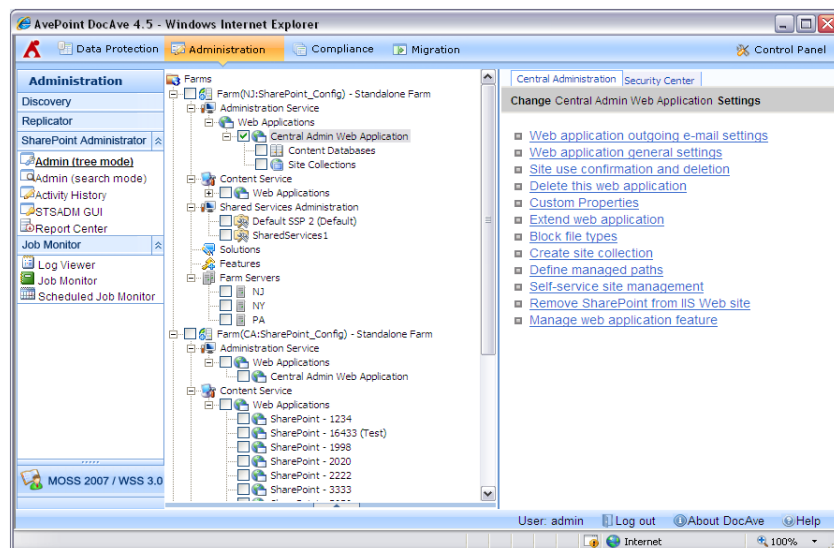 AvePoint DocAve 4.5 - Windows Internet Explorer
Data Protection
Administration
Compliance
Migration
Control Panel
Administration
Discovery
Replicator
SharePoint Administrator
Admin (tree mode)
Admin (search mode)
Activity History
STSADM GUI
Report Center
Job Monitor
Log Viewer
Job Monitor
Scheduled Job Monitor
MOSS 2007 / WSS 3.0
Farms
Farm(NJ:SharePoint_Config) - Standalone Farm
Administration Service
Web Applications
Central Admin Web Application
Content Databases
Site Collections
Content Service
Web Applications
Shared Services Administration
Default SSP 2 (Default)
SharedServices1
Solutions
Features
Farm Servers
NJ
NY
PA
Farm(CA:SharePoint_Config) - Standalone Farm
Administration Service
Web Applications
Central Admin Web Application
Content Service
Web Applications
SharePoint - 1234
SharePoint - 16433 (Test)
SharePoint - 1998
SharePoint - 2020
SharePoint - 2222
SharePoint - 3333
Central Administration
Security Center
Change Central Admin Web Application Settings
Web application outgoing e-mail settings
Web application general settings
Site use confirmation and deletion
Delete this web application
Custom Properties
Extend web application
Block file types
Create site collection
Define managed paths
Self-service site management
Remove SharePoint from IIS Web site
Manage web application feature
User: admin
Log out
About DocAve
Help
Internet
100%